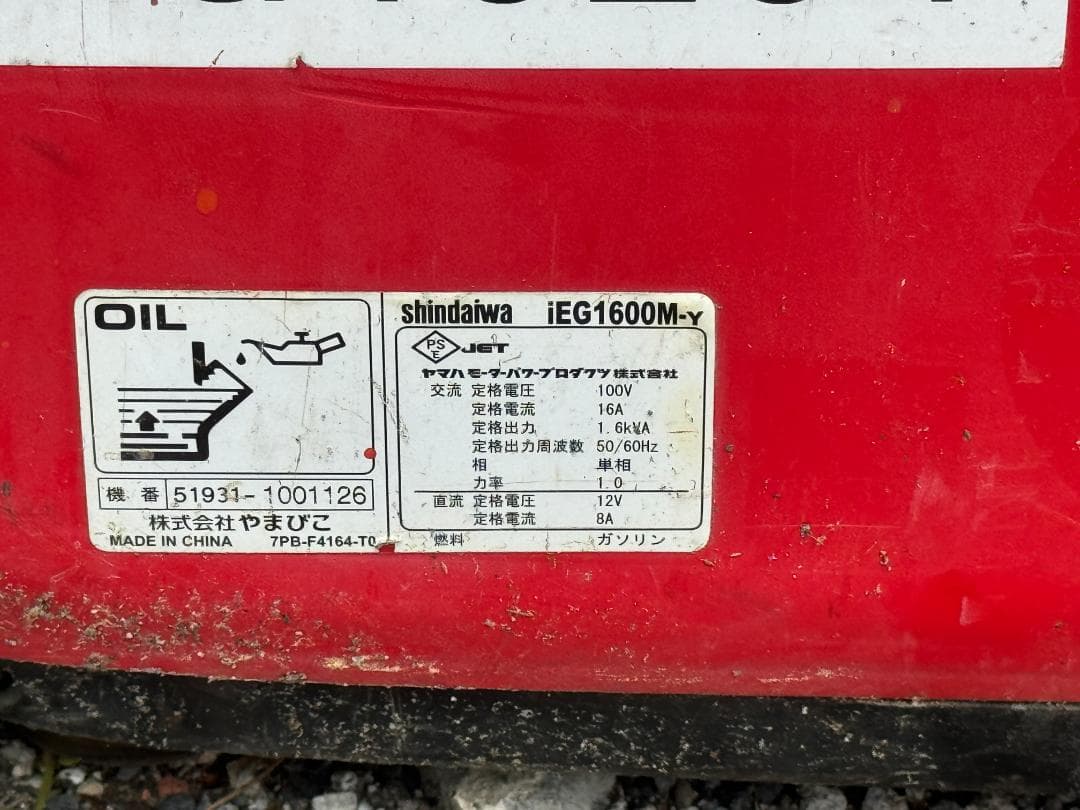 OIL
機 番 51931-1001126
株式会社 やまびこ
MADE IN CHINA 7PB-F4164-T0
shindaiwa iEG1600M-Y
PS
E
JET
ヤマハモーターパワープロダクツ株式会社
交流 定格電圧 100V
定格電流 16A
定格出力 1.6kVA
定格出力周波数 50/60Hz
相 単相
力率 1.0
直流 定格電圧 12V
定格電流 8A
燃料 ガソリン